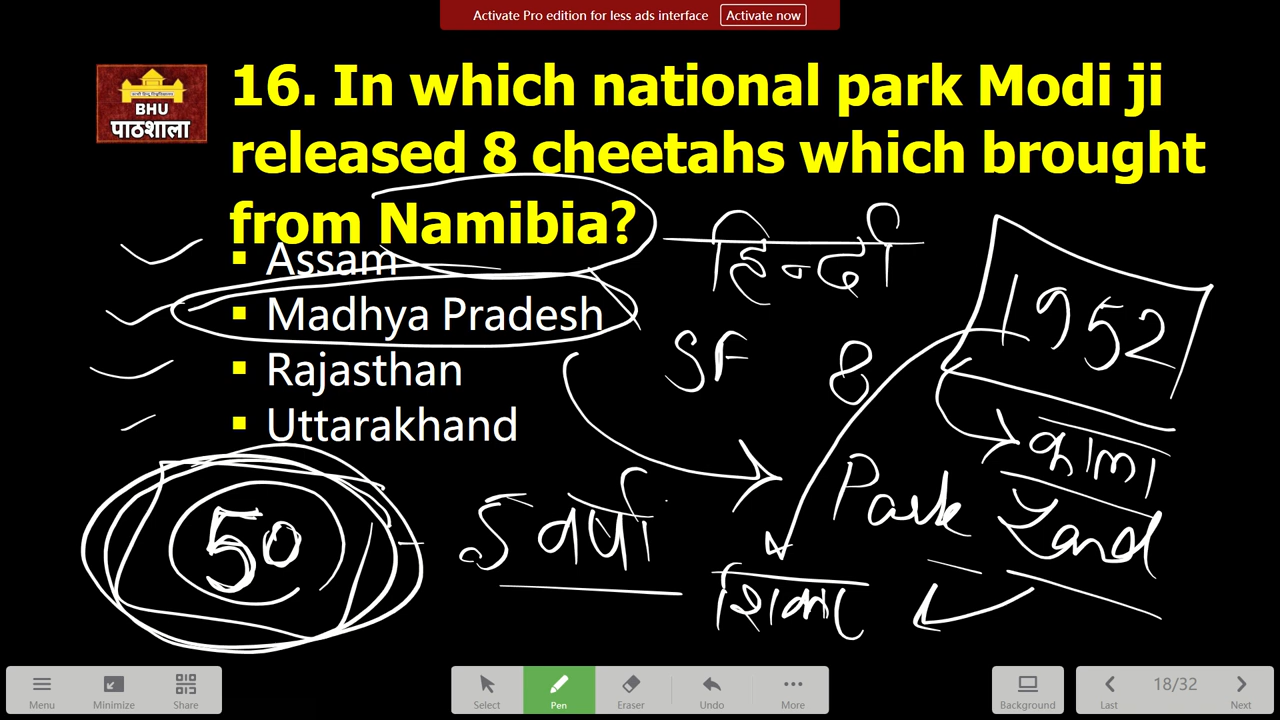 Activate Pro edition for less ads interface Activate now
BHU
पाठशाला
16. In which national park Modi ji
released 8 cheetahs which brought
from Namibia?
Assam
Madhya Pradesh
Rajasthan
Uttarakhand
हिन्दी
1952
SF 8
Park Land
50
Menu Minimize Share Select Pen Eraser Undo More Background Last 18/32 Next